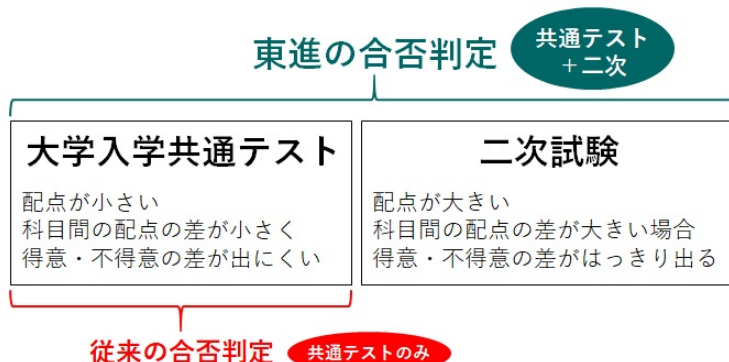 東進の合否判定
共通テスト
+二次
大学入学共通テスト
配点が小さい
科目間の配点の差が小さく
得意・不得意の差が出にくい
二次試験
配点が大きい
科目間の配点の差が大きい場合
得意・不得意の差がはっきり出る
従来の合否判定
共通テストのみ